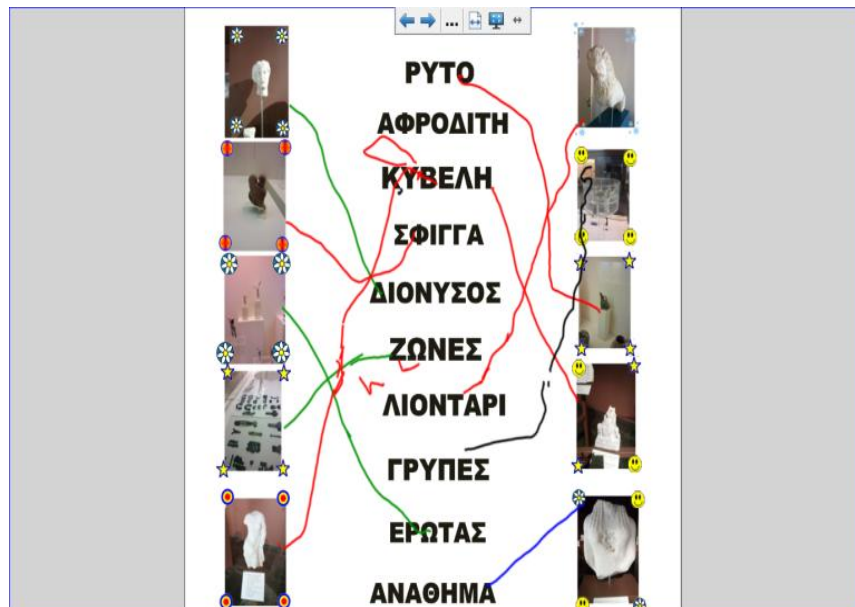 ΡΥΤΟ
ΑΦΡΟΔΙΤΗ
ΚΥΒΕΛΗ
ΣΦΙΓΓΑ
ΔΙΟΝΥΣΟΣ
ΖΩΝΕΣ
ΛΙΟΝΤΑΡΙ
ΓΡΥΠΕΣ
ΕΡΩΤΑΣ
ΑΝΑΘΗΜΑ